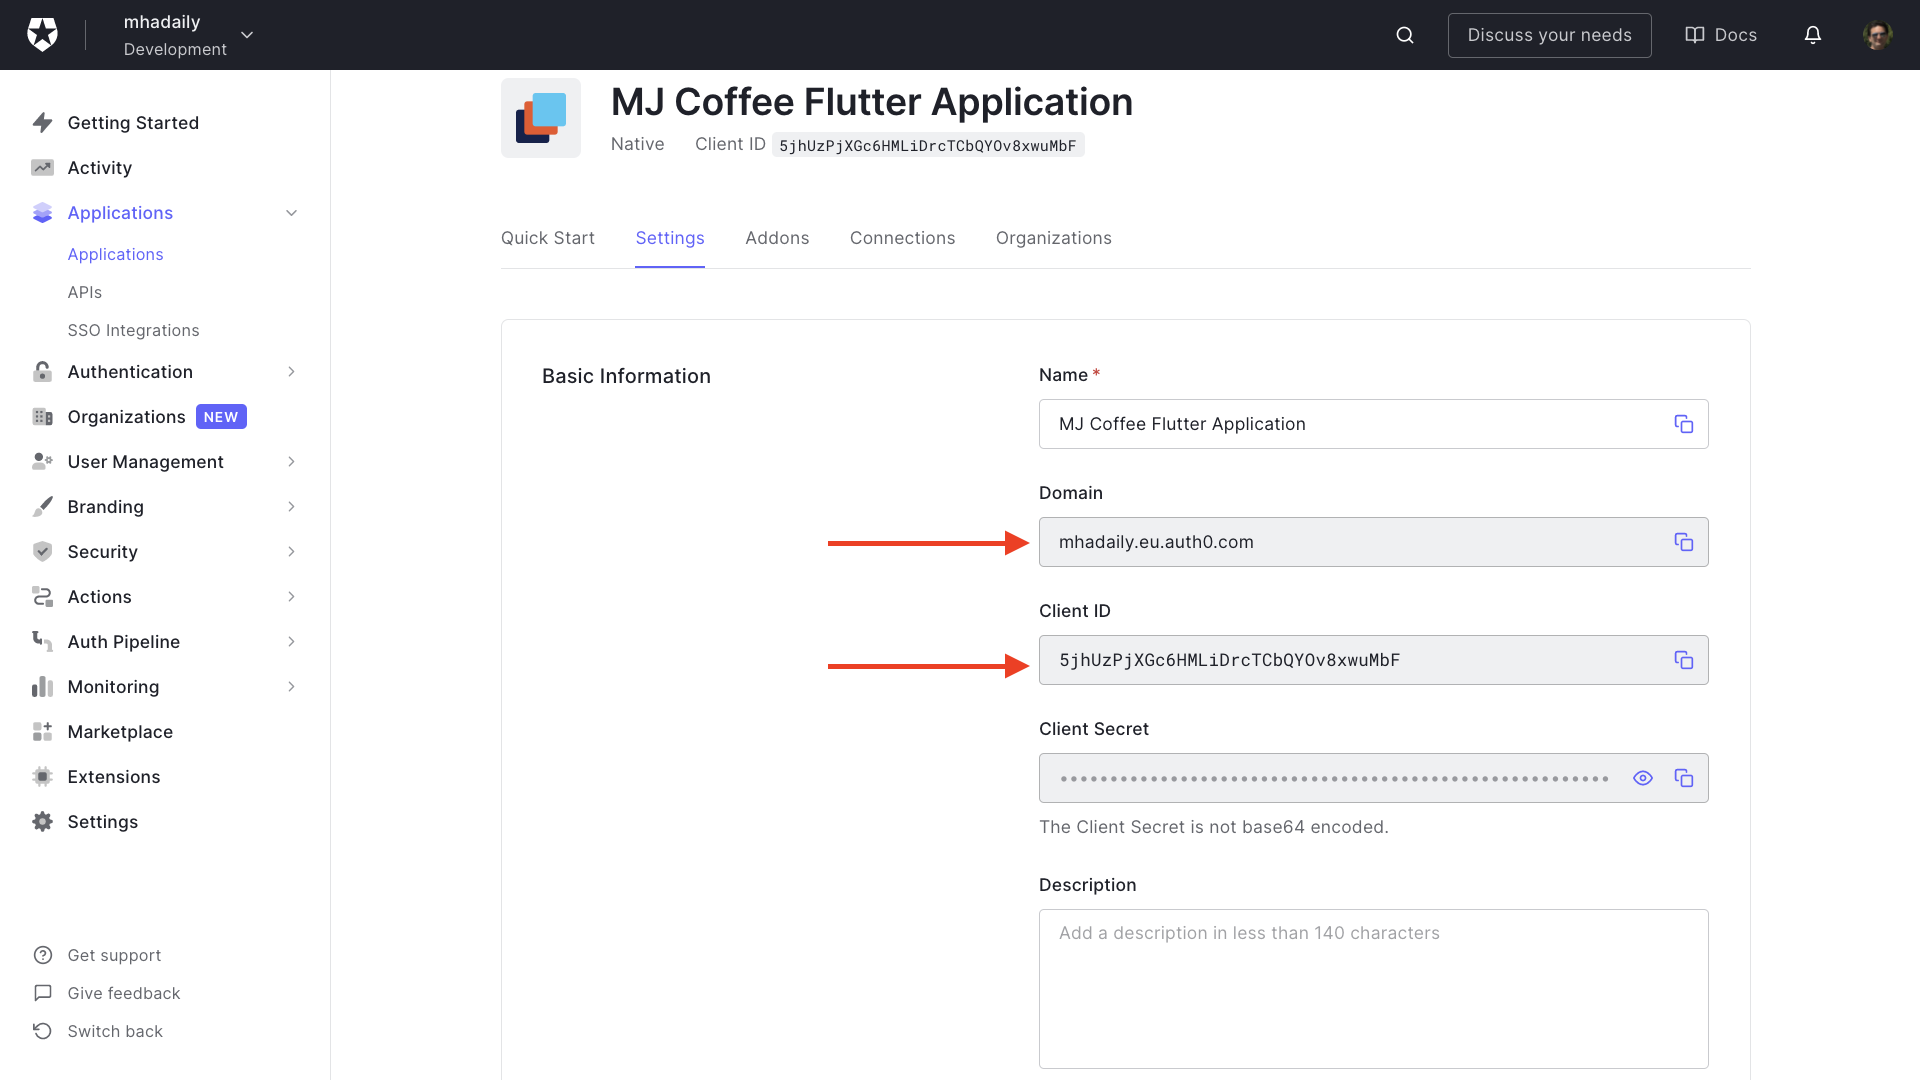 mhadaily
Development
Discuss your needs
Docs
Getting Started
Activity
Applications
Applications
APIs
SSO Integrations
Authentication
Organizations NEW
User Management
Branding
Security
Actions
Auth Pipeline
Monitoring
Marketplace
Extensions
Settings
Get support
Give feedback
Switch back
MJ Coffee Flutter Application
Native Client ID 5jhUzPjXGc6HMLiDrcTCbQYOv8xwuMbF
Quick Start Settings Addons Connections Organizations
Basic Information
Name *
MJ Coffee Flutter Application
Domain
mhadaily.eu.auth0.com
Client ID
5jhUzPjXGc6HMLiDrcTCbQYOv8xwuMbF
Client Secret
•••••••••••••••••••••••••••••••••••••••••••••••••••••••
The Client Secret is not base64 encoded.
Description
Add a description in less than 140 characters